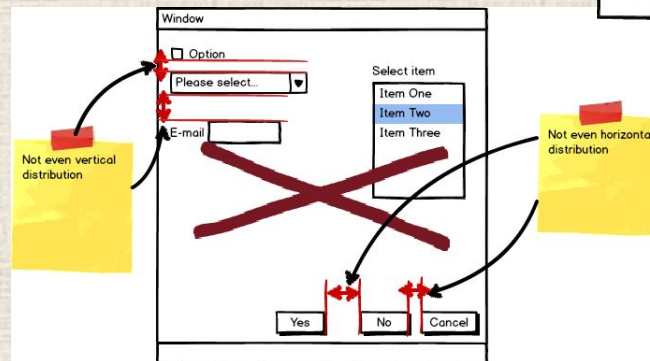 Window
Option
Please select...
Select item
Item One
Item Two
Item Three
E-mail
Not even vertical
distribution
Not even horizonta
distribution
Yes
No
Cancel